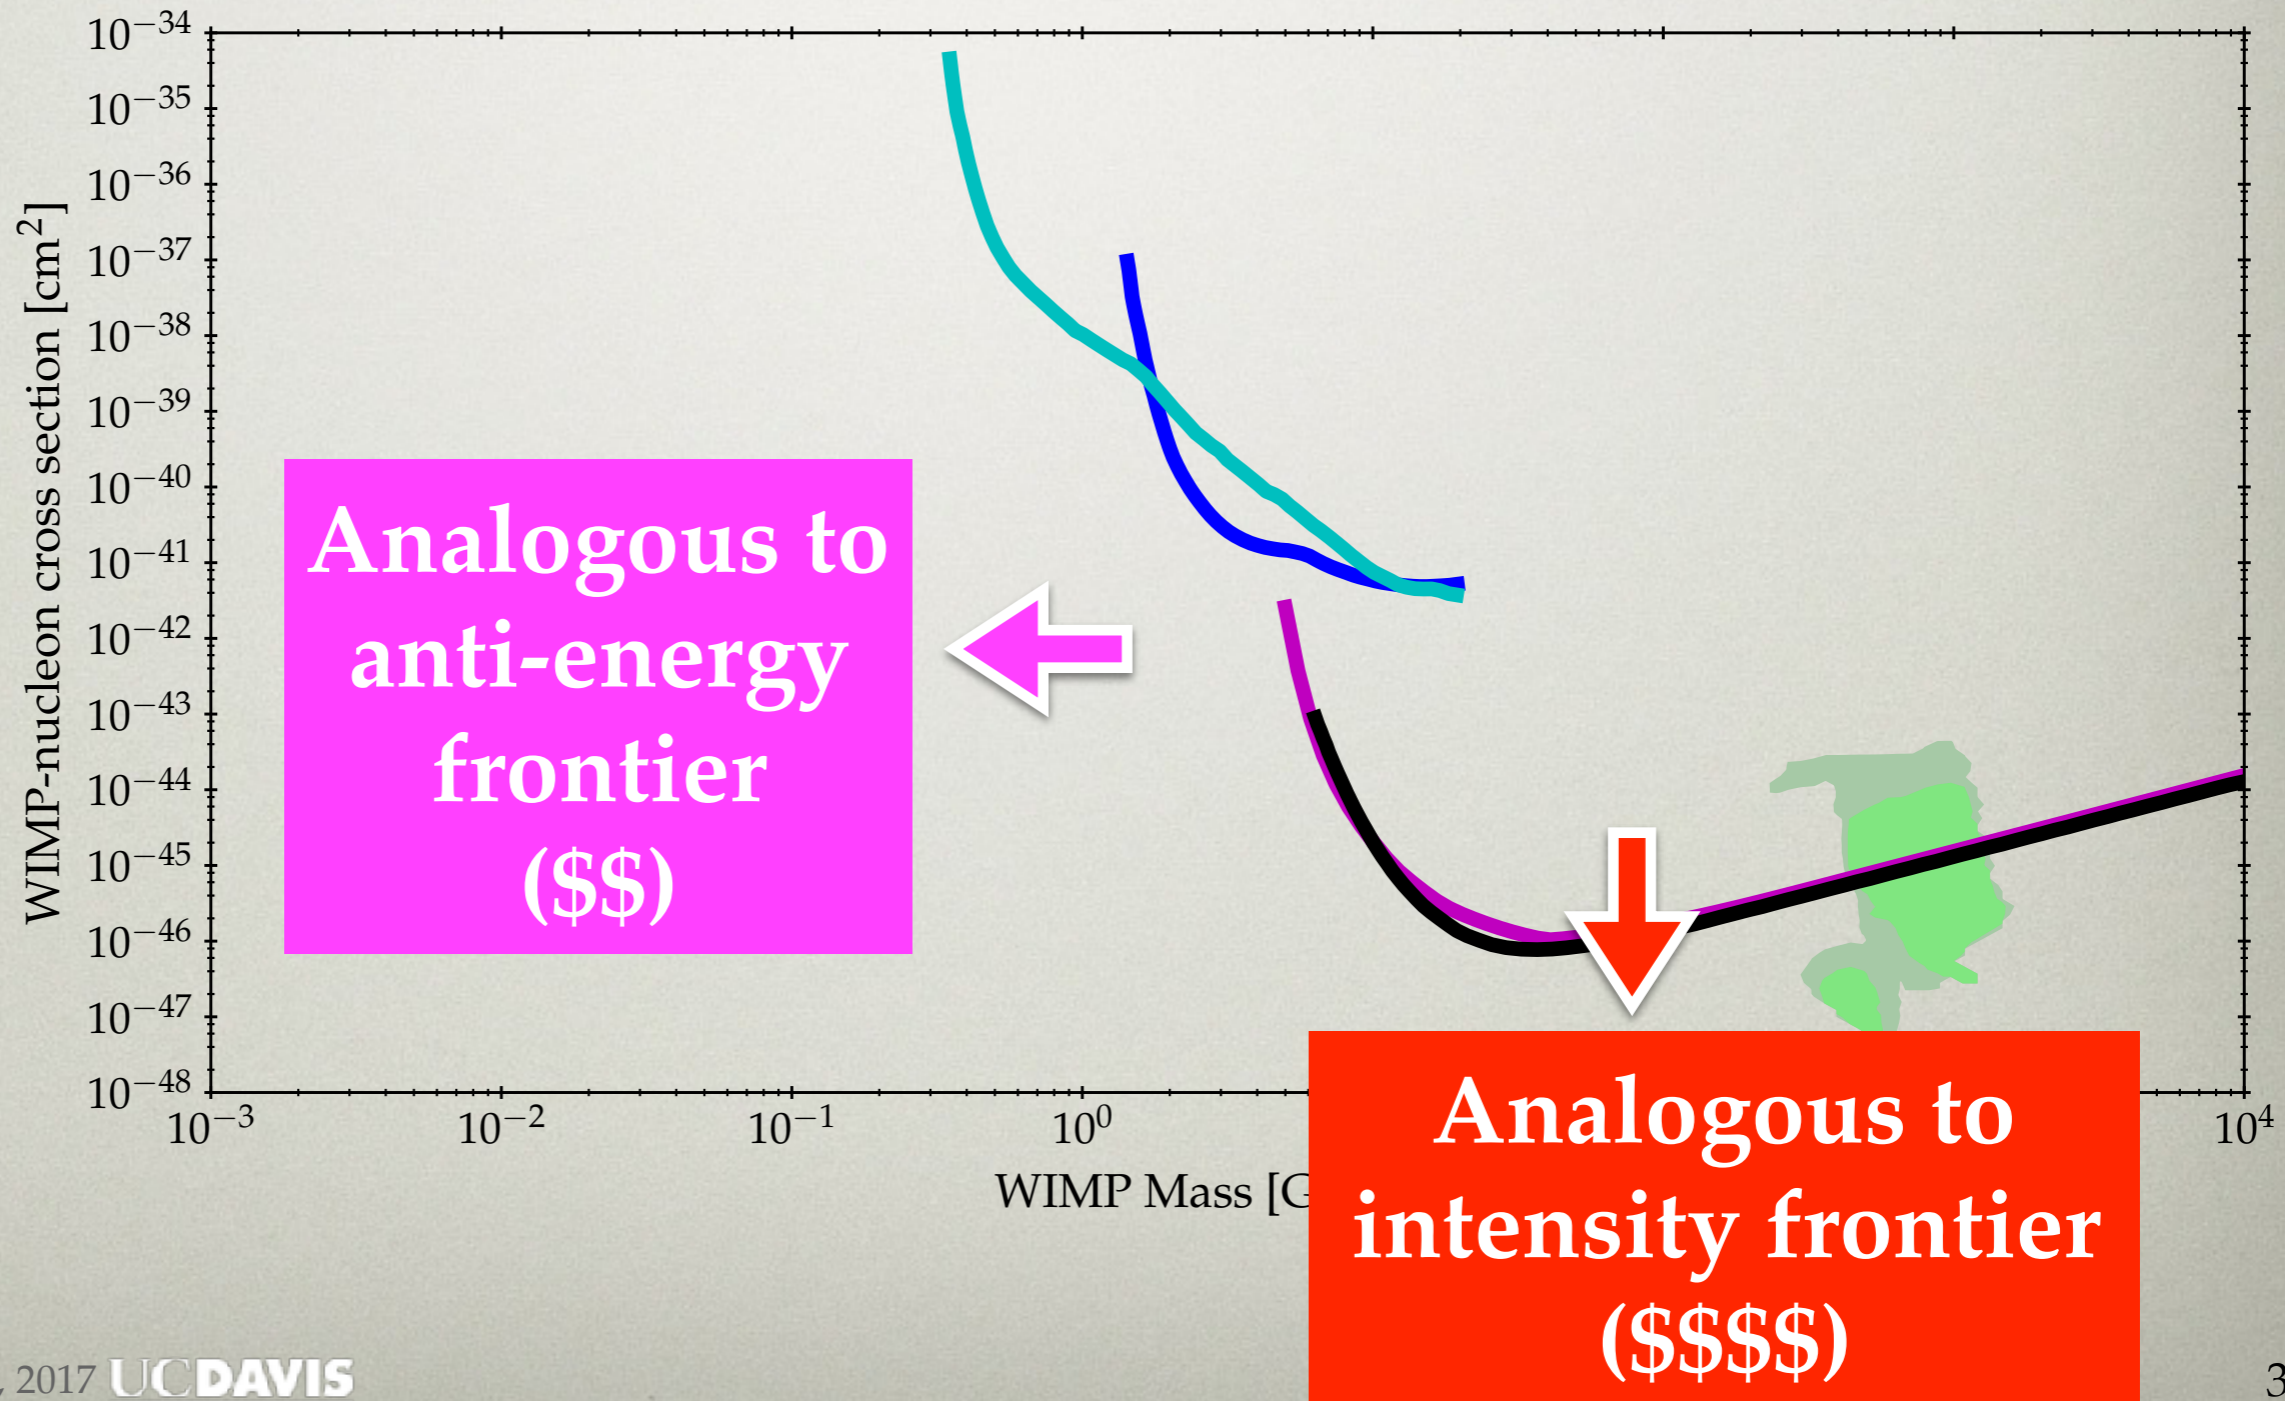 10−34
10−35
10−36
10−37
10−38
10−39
10−40
10−41
10−42
10−43
10−44
10−45
10−46
10−47
10−48
WIMP-nucleon cross section [cm2]
Analogous to
anti-energy
frontier
($$)
10−3 10−2 10−1 100 104
WIMP Mass [G
Analogous to
intensity frontier
($$$$)
, 2017 UCDAVIS
3